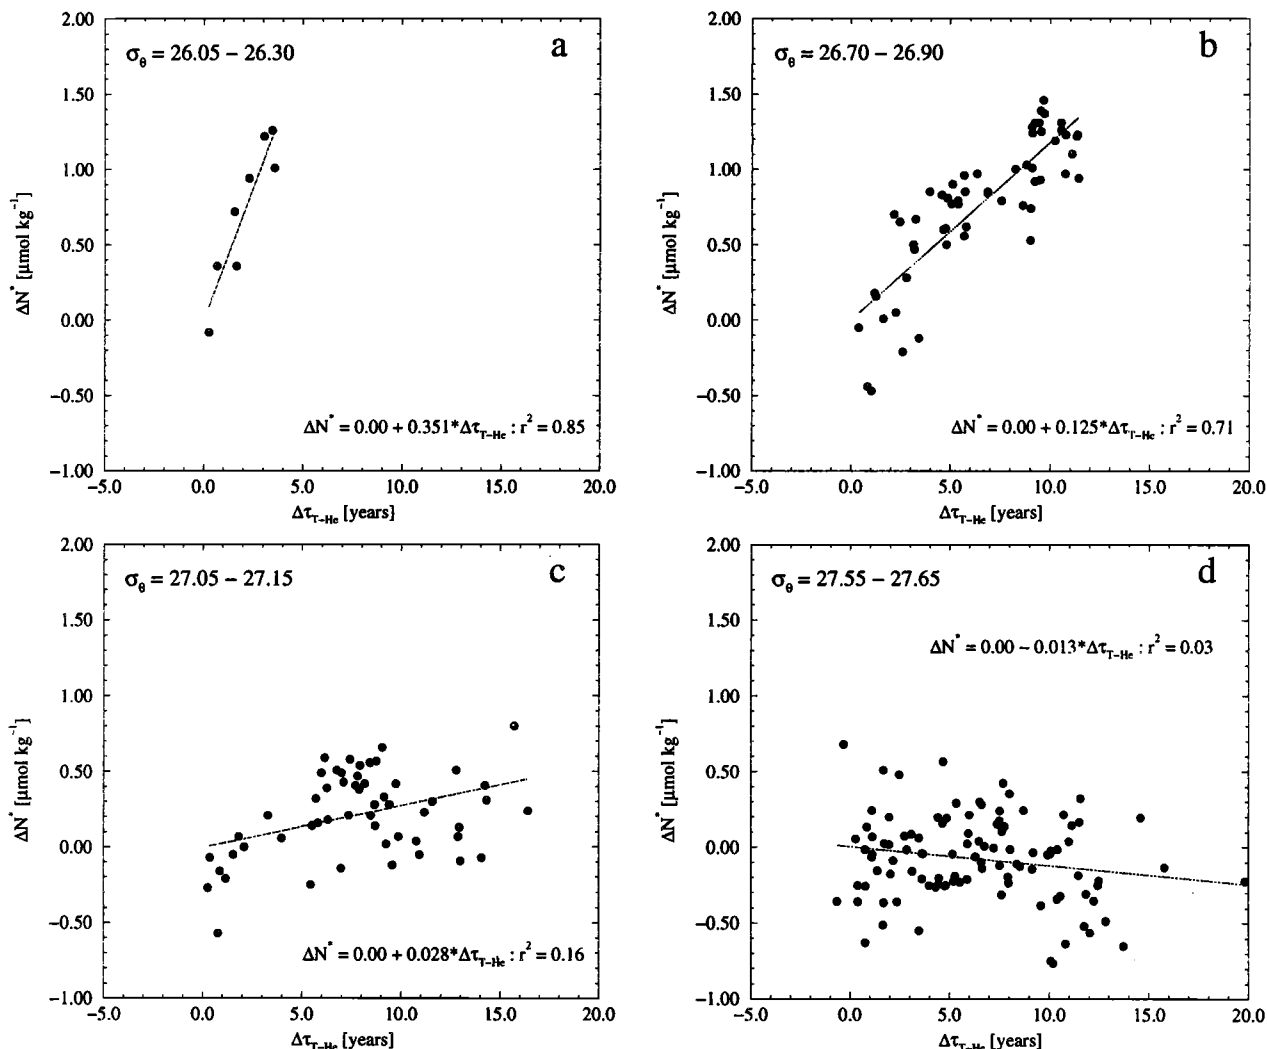 a
σθ = 26.05 – 26.30
2.00
1.50
1.00
0.50
0.00
−0.50
−1.00
ΔN* [μmol kg−1]
ΔN* = 0.00 + 0.351*ΔτT−He : r2 = 0.85
−5.0 0.0 5.0 10.0 15.0 20.0
ΔτT−He [years]
b
σθ = 26.70 – 26.90
2.00
1.50
1.00
0.50
0.00
−0.50
−1.00
ΔN* [μmol kg−1]
ΔN* = 0.00 + 0.125*ΔτT−He : r2 = 0.71
−5.0 0.0 5.0 10.0 15.0 20.0
ΔτT−He [years]
c
σθ = 27.05 – 27.15
2.00
1.50
1.00
0.50
0.00
−0.50
−1.00
ΔN* [μmol kg−1]
ΔN* = 0.00 + 0.028*ΔτT−He : r2 = 0.16
−5.0 0.0 5.0 10.0 15.0 20.0
ΔτT−He [years]
d
σθ = 27.55 – 27.65
2.00
1.50
1.00
0.50
0.00
−0.50
−1.00
ΔN* [μmol kg−1]
ΔN* = 0.00 − 0.013*ΔτT−He : r2 = 0.03
−5.0 0.0 5.0 10.0 15.0 20.0
ΔτT−He [years]